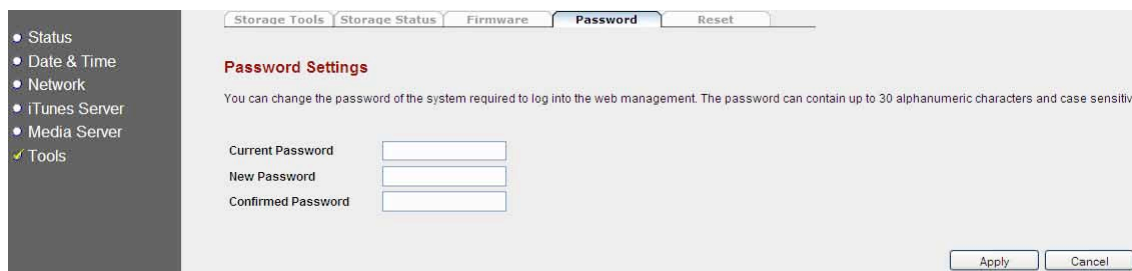 Storage Tools Storage Status Firmware Password Reset
Status
Date & Time
Network
iTunes Server
Media Server
Tools
Password Settings
You can change the password of the system required to log into the web management. The password can contain up to 30 alphanumeric characters and case sensitiv
Current Password
New Password
Confirmed Password
Apply Cancel